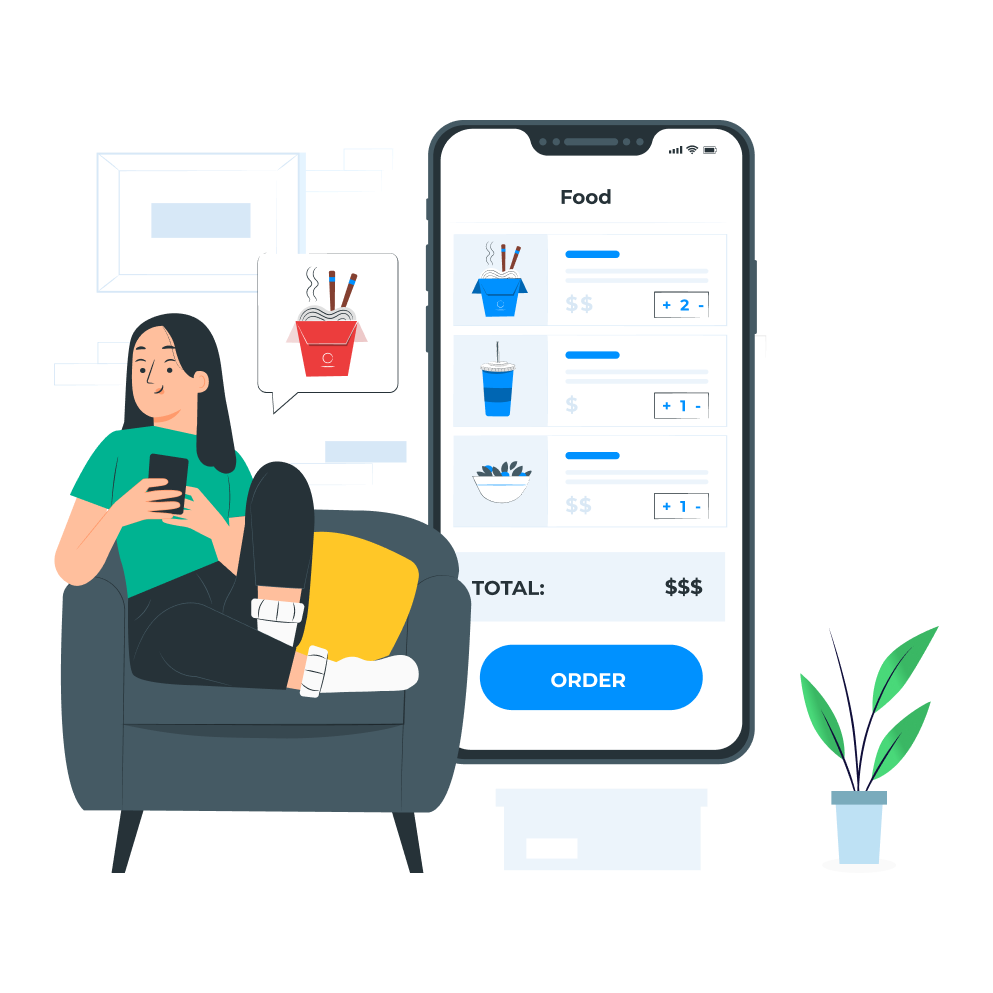 Food
$$
+ 2 -
$
+ 1 -
$$
+ 1 -
TOTAL: $$$
ORDER